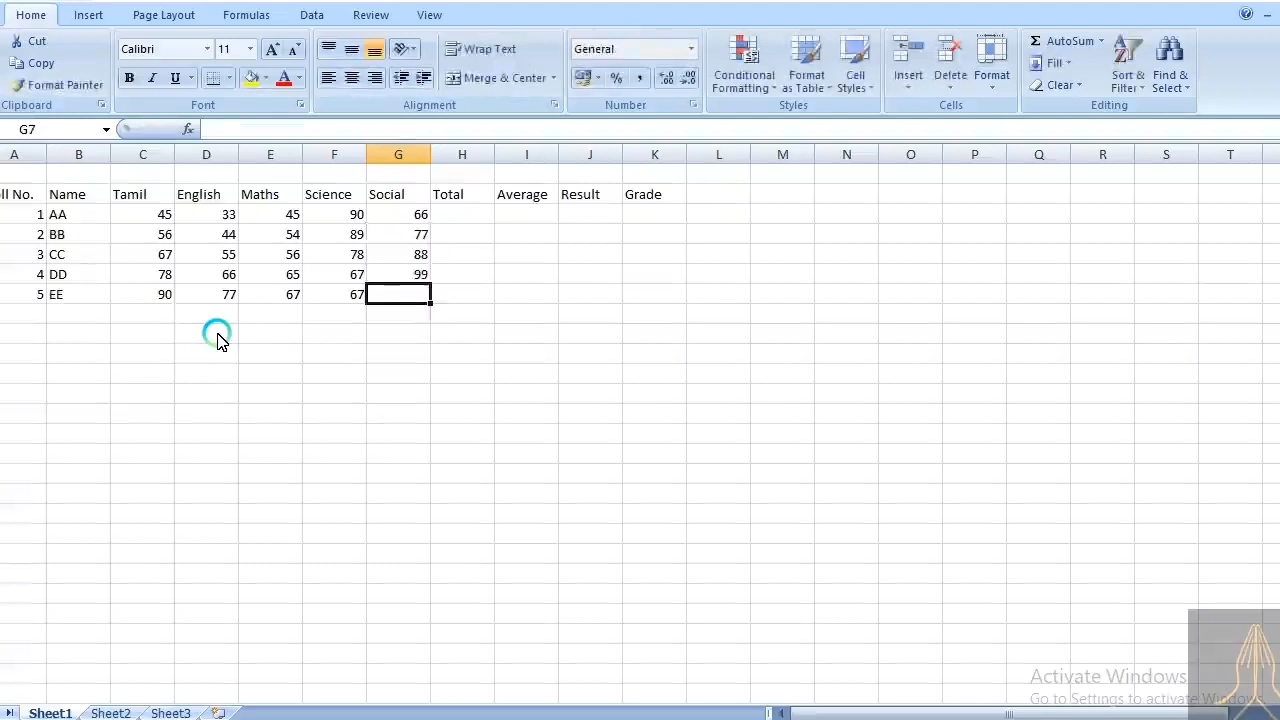 Home Insert Page Layout Formulas Data Review View
Cut Calibri 11 A A Wrap Text General AutoSum
Copy Fill
Format Painter B I U A Merge & Center % , .0 .00 .00 .0 Conditional Formatting Format as Table Cell Styles Insert Delete Format Clear Sort & Filter Find & Select
Clipboard Font Alignment Number Styles Cells Editing
G7 fx
A B C D E F G H I J K L M N O P Q R S T
ll No. Name Tamil English Maths Science Social Total Average Result Grade
1 AA 45 33 45 90 66
2 BB 56 44 54 89 77
3 CC 67 55 56 78 88
4 DD 78 66 65 67 99
5 EE 90 77 67 67
Activate Windows
Go to Settings to activate Windows.
Sheet1 Sheet2 Sheet3